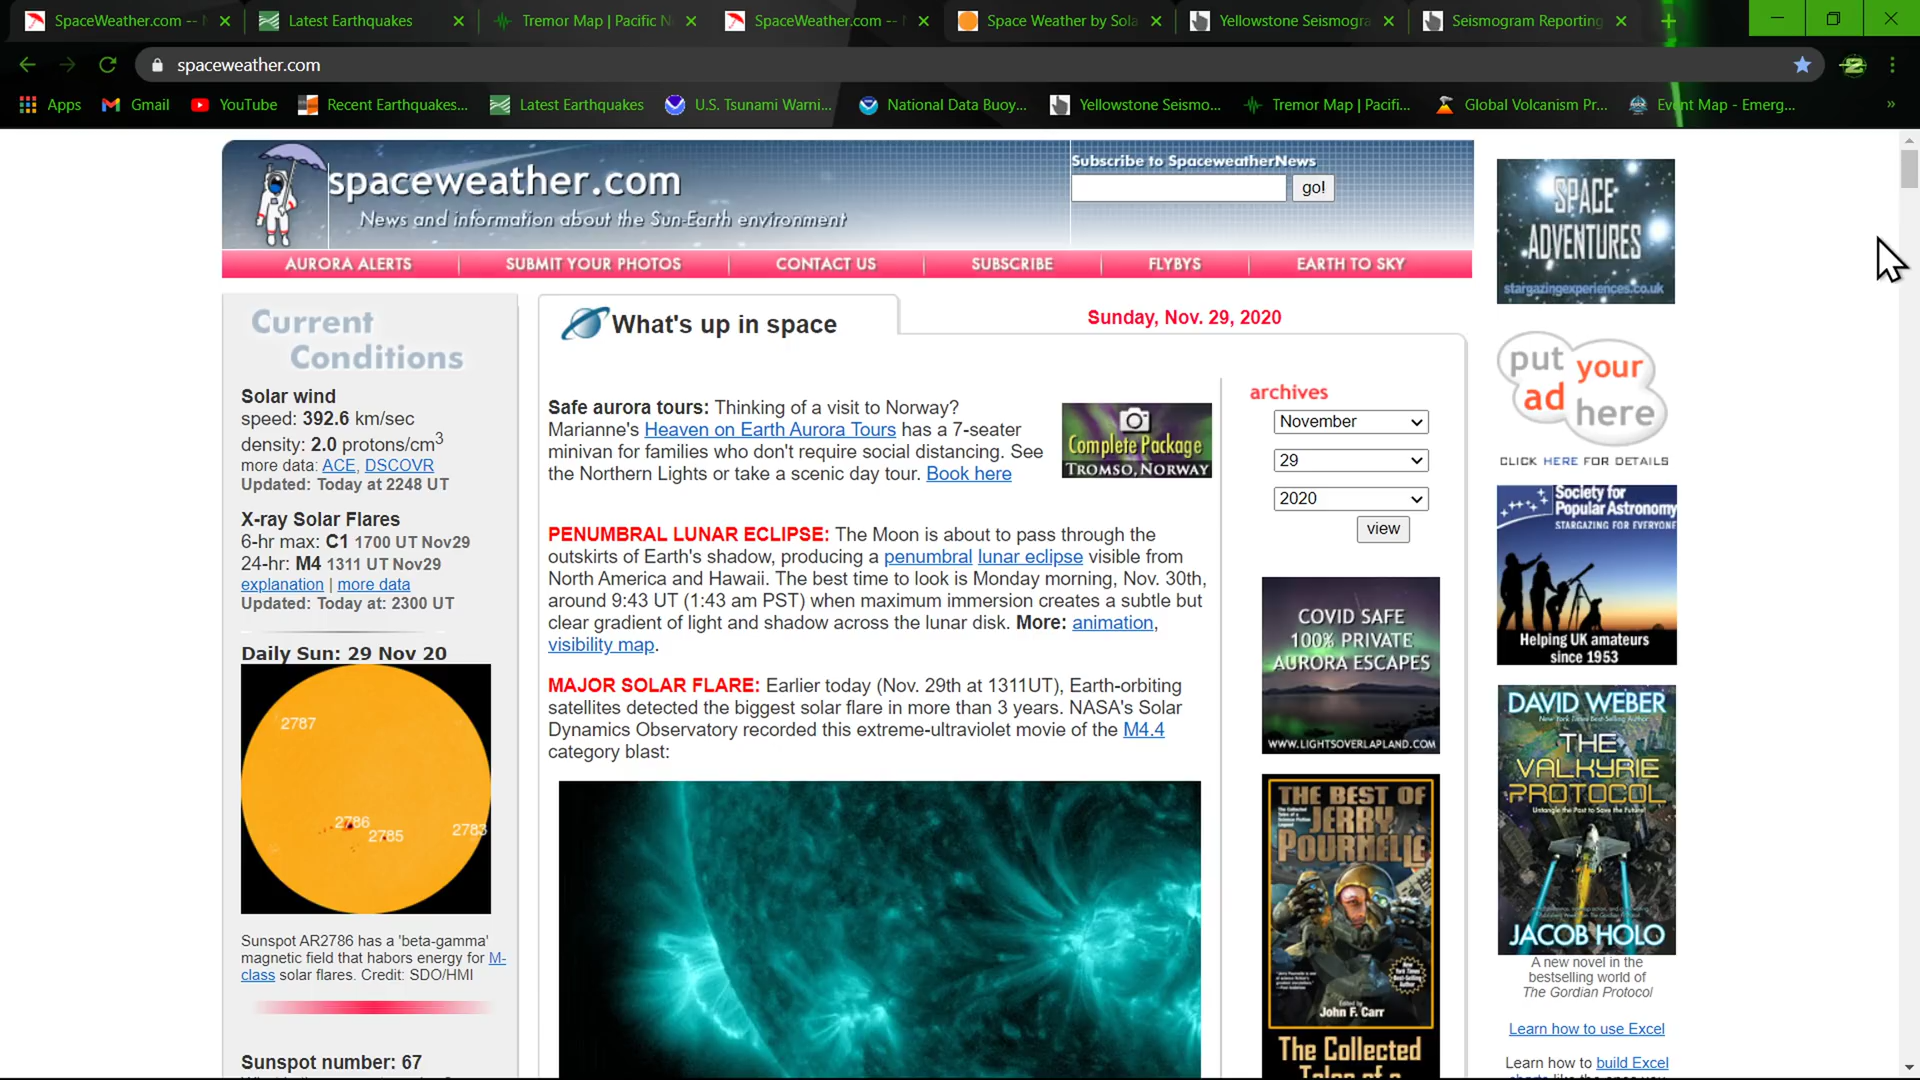 SpaceWeather.com --
Latest Earthquakes
Tremor Map | Pacific N
SpaceWeather.com --
Space Weather by Sola
Yellowstone Seismogra
Seismogram Reporting
spaceweather.com
Apps
Gmail
YouTube
Recent Earthquakes...
Latest Earthquakes
U.S. Tsunami Warni...
National Data Buoy...
Yellowstone Seismo...
Tremor Map | Pacifi...
Global Volcanism Pr...
Event Map - Emerg...
spaceweather.com
News and information about the Sun-Earth environment
Subscribe to SpaceweatherNews
go!
AURORA ALERTS
SUBMIT YOUR PHOTOS
CONTACT US
SUBSCRIBE
FLYBYS
EARTH TO SKY
Current
Conditions
Solar wind
speed: 392.6 km/sec
density: 2.0 protons/cm3
more data: ACE, DSCOVR
Updated: Today at 2248 UT
X-ray Solar Flares
6-hr max: C1 1700 UT Nov29
24-hr: M4 1311 UT Nov29
explanation | more data
Updated: Today at: 2300 UT
Daily Sun: 29 Nov 20
2787
2786
2785
2783
Sunspot AR2786 has a 'beta-gamma'
magnetic field that habors energy for M-
class solar flares. Credit: SDO/HMI
Sunspot number: 67
What's up in space
Sunday, Nov. 29, 2020
Safe aurora tours: Thinking of a visit to Norway?
Marianne's Heaven on Earth Aurora Tours has a 7-seater
minivan for families who don't require social distancing. See
the Northern Lights or take a scenic day tour. Book here
Complete Package
TROMSO, NORWAY
PENUMBRAL LUNAR ECLIPSE: The Moon is about to pass through the
outskirts of Earth's shadow, producing a penumbral lunar eclipse visible from
North America and Hawaii. The best time to look is Monday morning, Nov. 30th,
around 9:43 UT (1:43 am PST) when maximum immersion creates a subtle but
clear gradient of light and shadow across the lunar disk. More: animation,
visibility map.
MAJOR SOLAR FLARE: Earlier today (Nov. 29th at 1311UT), Earth-orbiting
satellites detected the biggest solar flare in more than 3 years. NASA's Solar
Dynamics Observatory recorded this extreme-ultraviolet movie of the M4.4
category blast:
archives
November
29
2020
view
COVID SAFE
100% PRIVATE
AURORA ESCAPES
WWW.LIGHTSOVERLAPLAND.COM
THE BEST OF
JERRY
POURNELLE
Edited by
John F. Carr
The Collected
Tales of a
SPACE
ADVENTURES
stargazingexperiences.co.uk
put your
ad here
CLICK HERE FOR DETAILS
Society for
Popular Astronomy
STARGAZING FOR EVERYONE
Helping UK amateurs
since 1953
DAVID WEBER
New York Times Best-Selling Author
THE
VALKYRIE
PROTOCOL
Untangle the Past to Save the Future!
JACOB HOLO
A new novel in the
bestselling world of
The Gordian Protocol
Learn how to use Excel
Learn how to build Excel